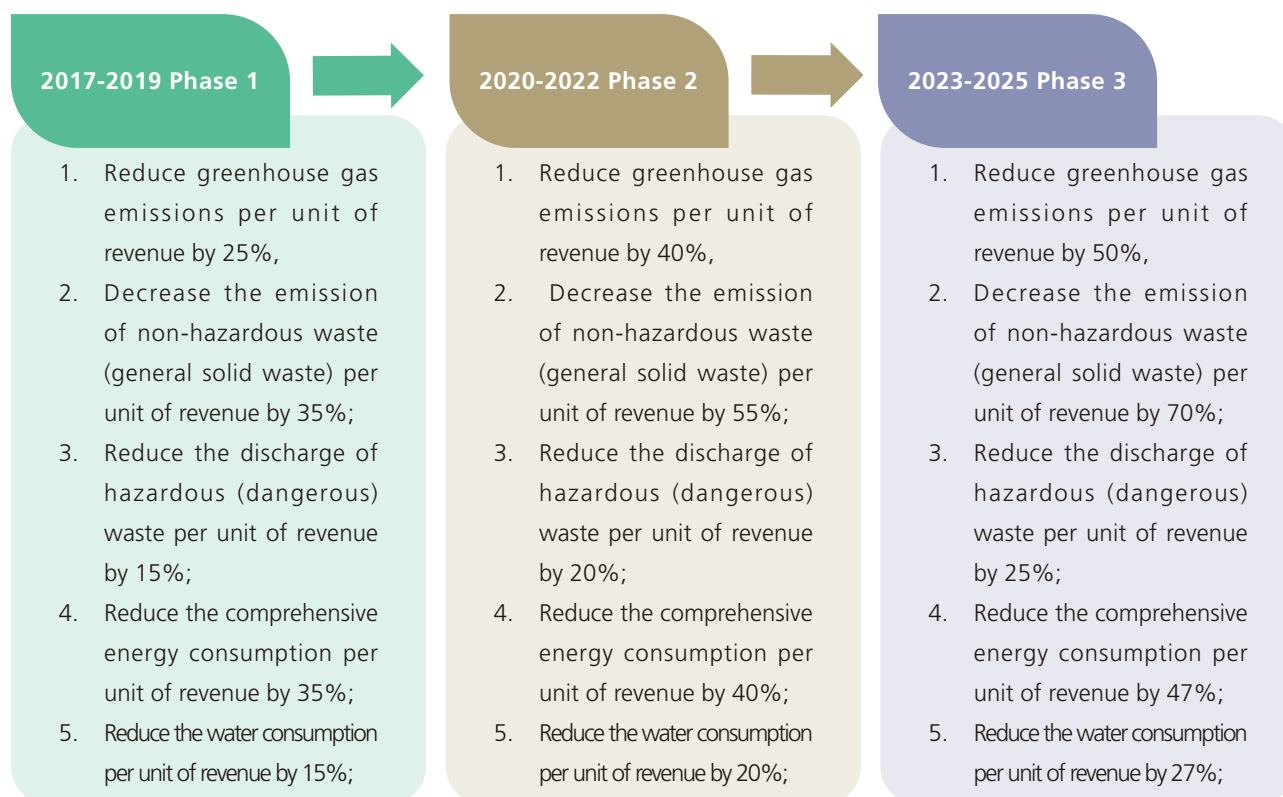 2017-2019 Phase 1
1. Reduce greenhouse gas
emissions per unit of
revenue by 25%,
2. Decrease the emission
of non-hazardous waste
(general solid waste) per
unit of revenue by 35%;
3. Reduce the discharge of
hazardous (dangerous)
waste per unit of revenue
by 15%;
4. Reduce the comprehensive
energy consumption per
unit of revenue by 35%;
5. Reduce the water consumption
per unit of revenue by 15%;
2020-2022 Phase 2
1. Reduce greenhouse gas
emissions per unit of
revenue by 40%,
2. Decrease the emission
of non-hazardous waste
(general solid waste) per
unit of revenue by 55%;
3. Reduce the discharge of
hazardous (dangerous)
waste per unit of revenue
by 20%;
4. Reduce the comprehensive
energy consumption per
unit of revenue by 40%;
5. Reduce the water consumption
per unit of revenue by 20%;
2023-2025 Phase 3
1. Reduce greenhouse gas
emissions per unit of
revenue by 50%,
2. Decrease the emission
of non-hazardous waste
(general solid waste) per
unit of revenue by 70%;
3. Reduce the discharge of
hazardous (dangerous)
waste per unit of revenue
by 25%;
4. Reduce the comprehensive
energy consumption per
unit of revenue by 47%;
5. Reduce the water consumption
per unit of revenue by 27%;